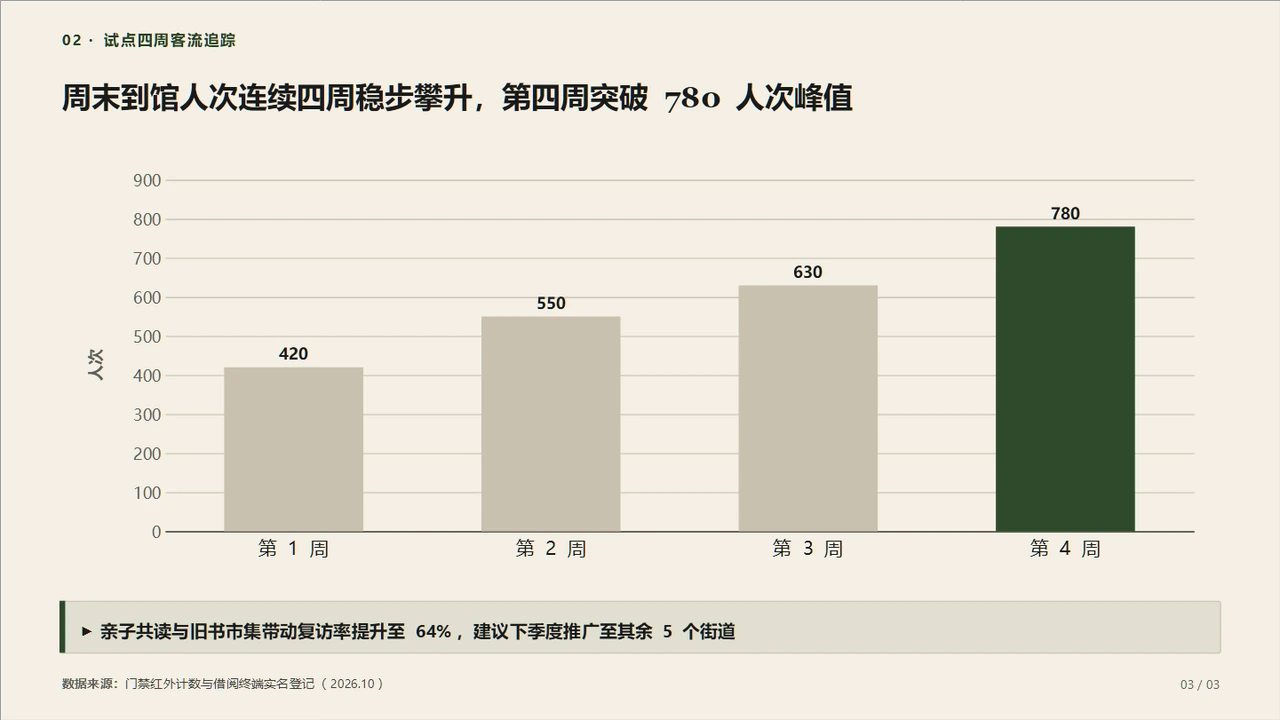 02 · 试点四周客流追踪
周末到馆人次连续四周稳步攀升，第四周突破 780 人次峰值
900
800
700
600
500
400
300
200
100
0
人次
420
550
630
780
第 1 周
第 2 周
第 3 周
第 4 周
▸ 亲子共读与旧书市集带动复访率提升至 64%，建议下季度推广至其余 5 个街道
数据来源：门禁红外计数与借阅终端实名登记（2026.10）
03 / 03